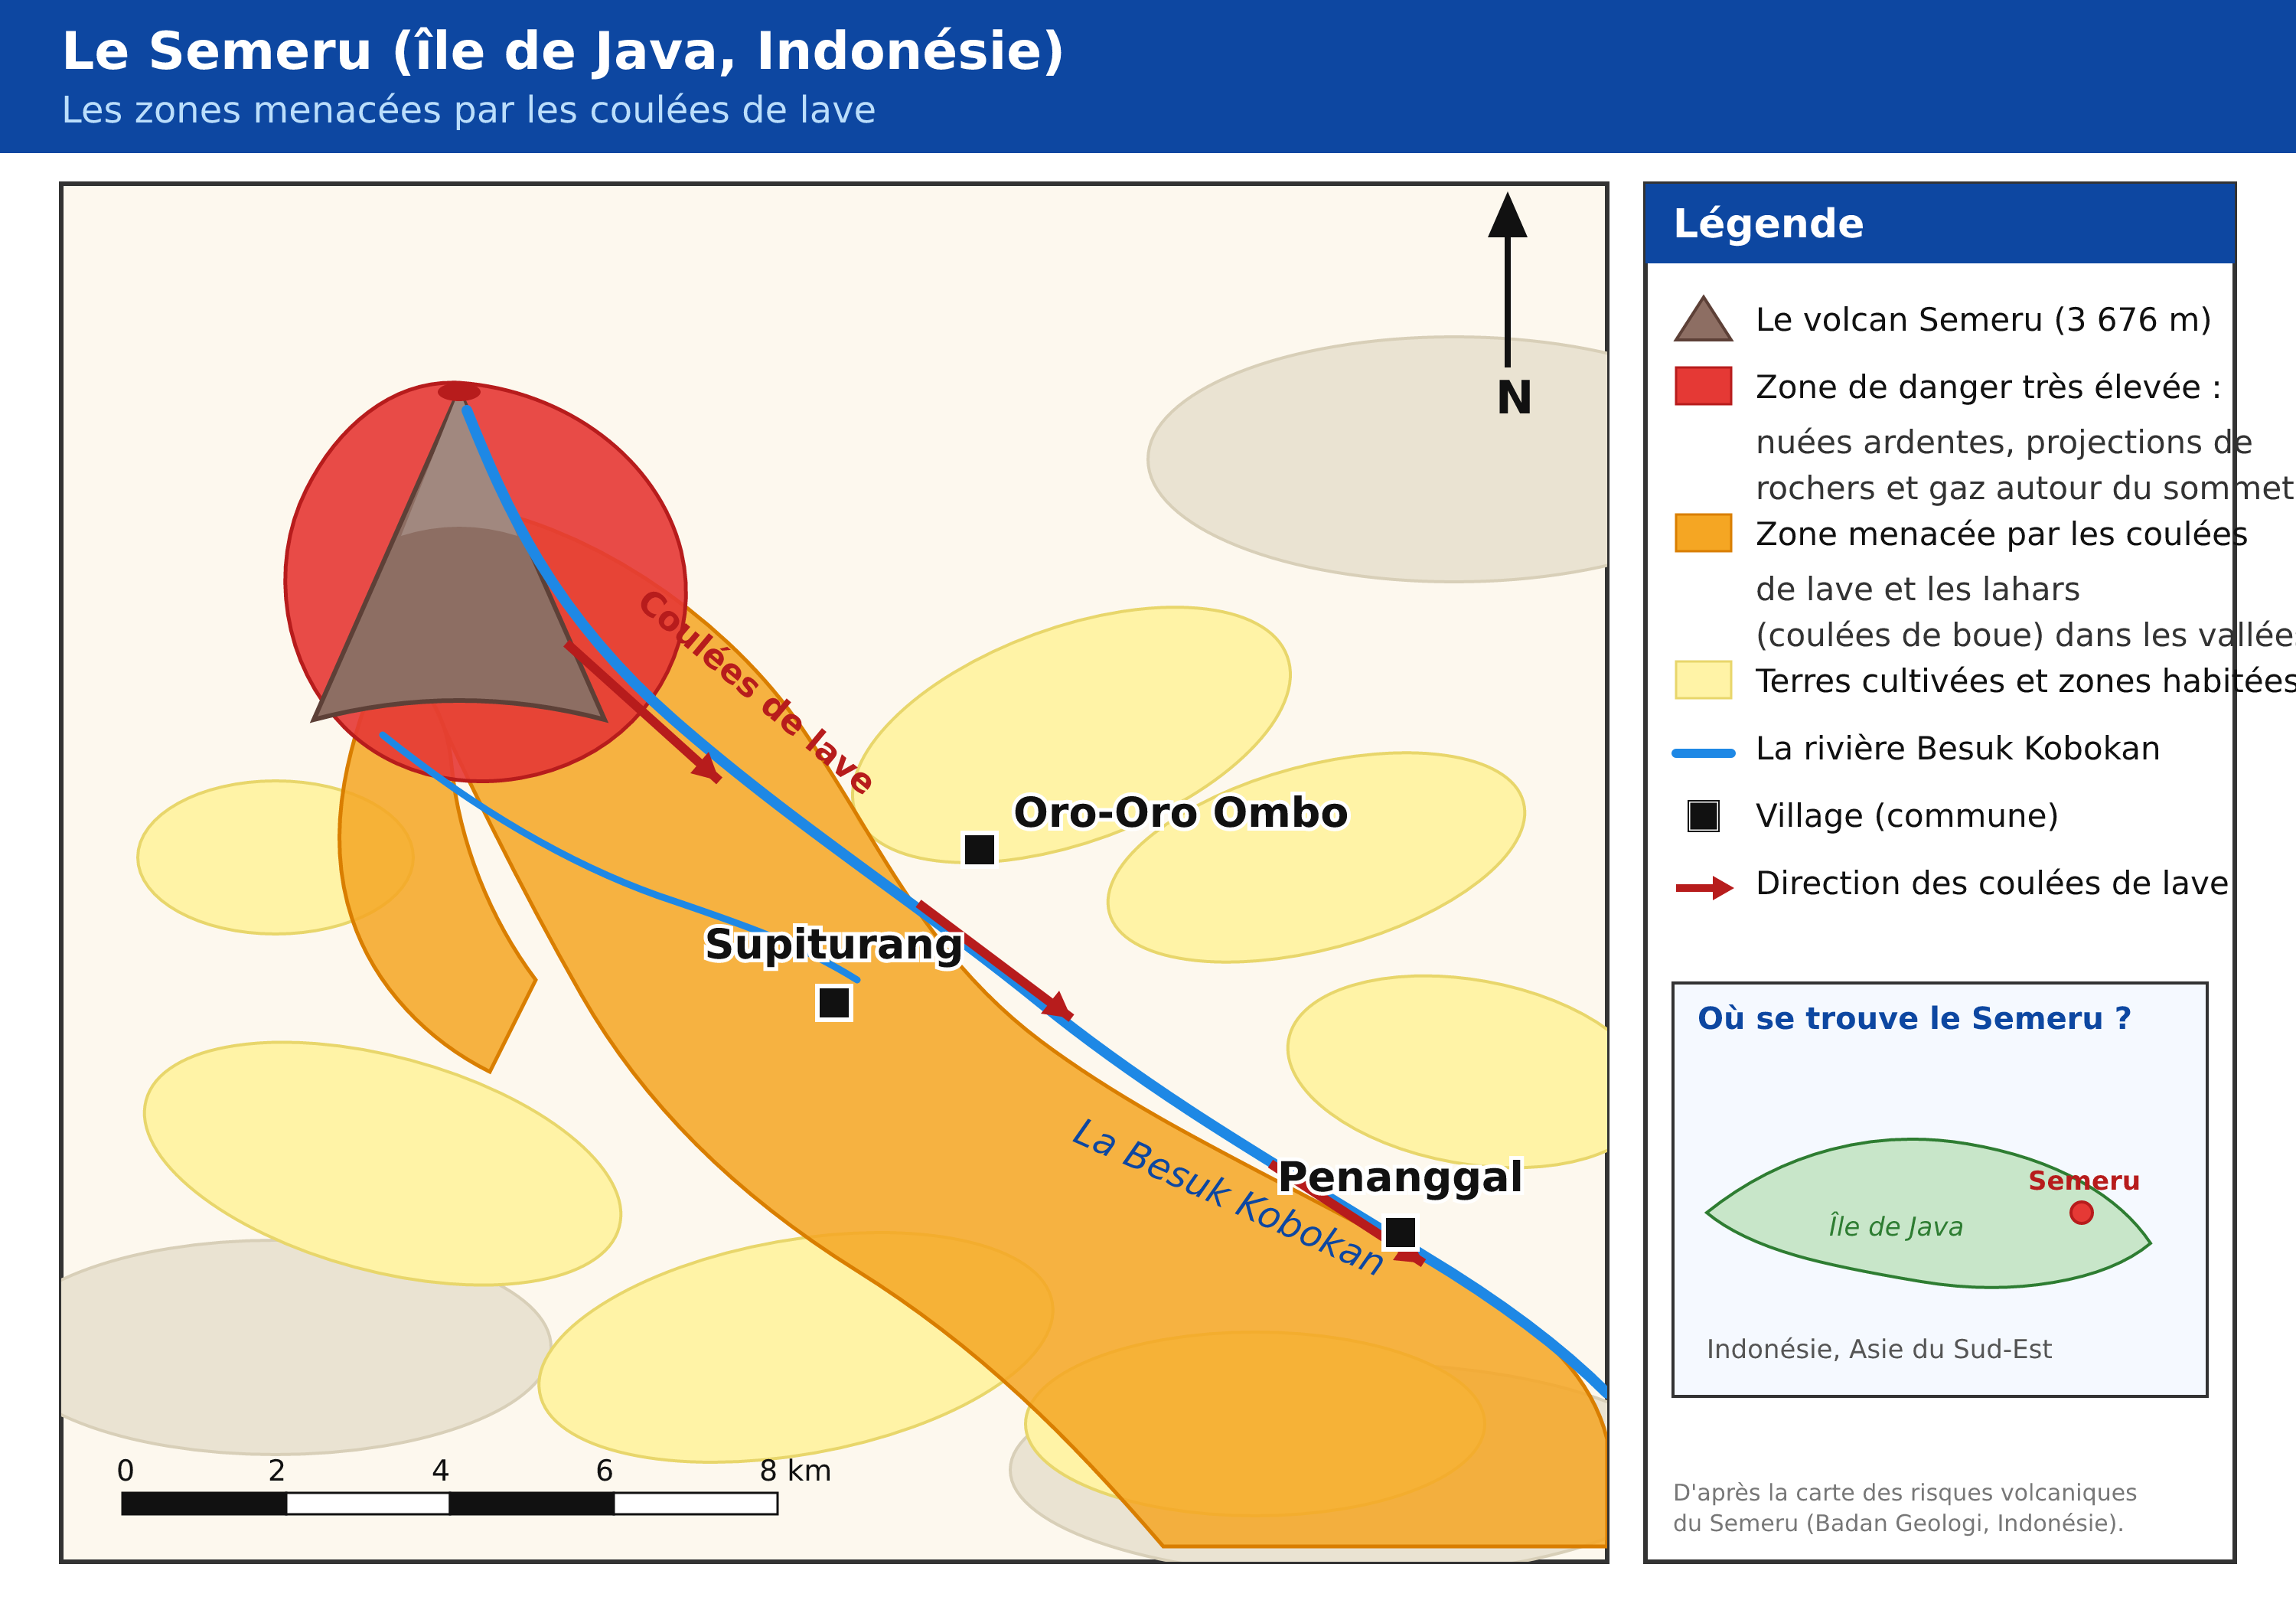 Le Semeru (île de Java, Indonésie)
Les zones menacées par les coulées de lave
N
Coulées de lave
Oro-Oro Ombo
Supiturang
La Besuk Kobokan
Penanggal
0 2 4 6 8 km
Légende
Le volcan Semeru (3 676 m)
Zone de danger très élevée :
nuées ardentes, projections de
rochers et gaz autour du sommet
Zone menacée par les coulées
de lave et les lahars
(coulées de boue) dans les vallée
Terres cultivées et zones habitées
La rivière Besuk Kobokan
Village (commune)
Direction des coulées de lave
Où se trouve le Semeru ?
Semeru
Île de Java
Indonésie, Asie du Sud-Est
D'après la carte des risques volcaniques
du Semeru (Badan Geologi, Indonésie).